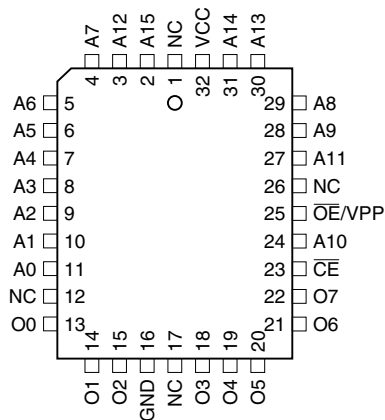 A7 A12 A15 NC VCC A14 A13
4 3 2 1 32 31 30
A6 5 29 A8
A5 6 28 A9
A4 7 27 A11
A3 8 26 NC
A2 9 25 OE/VPP
A1 10 24 A10
A0 11 23 CE
NC 12 22 O7
O0 13 21 O6
14 15 16 17 18 19 20
O1 O2 GND NC O3 O4 O5